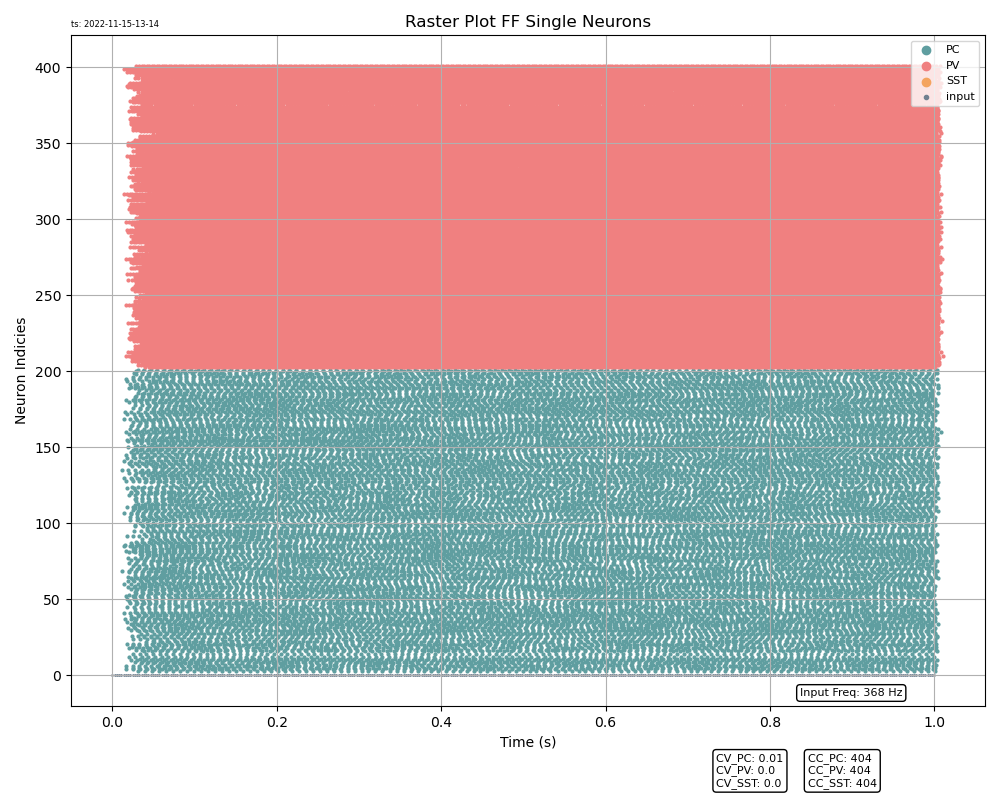 ts: 2022-11-15-13-14
Raster Plot FF Single Neurons
PC
PV
SST
input
400
350
300
250
200
150
100
50
0
Neuron Indicies
Input Freq: 368 Hz
0.0 0.2 0.4 0.6 0.8 1.0
Time (s)
CV_PC: 0.01
CV_PV: 0.0
CV_SST: 0.0
CC_PC: 404
CC_PV: 404
CC_SST: 404